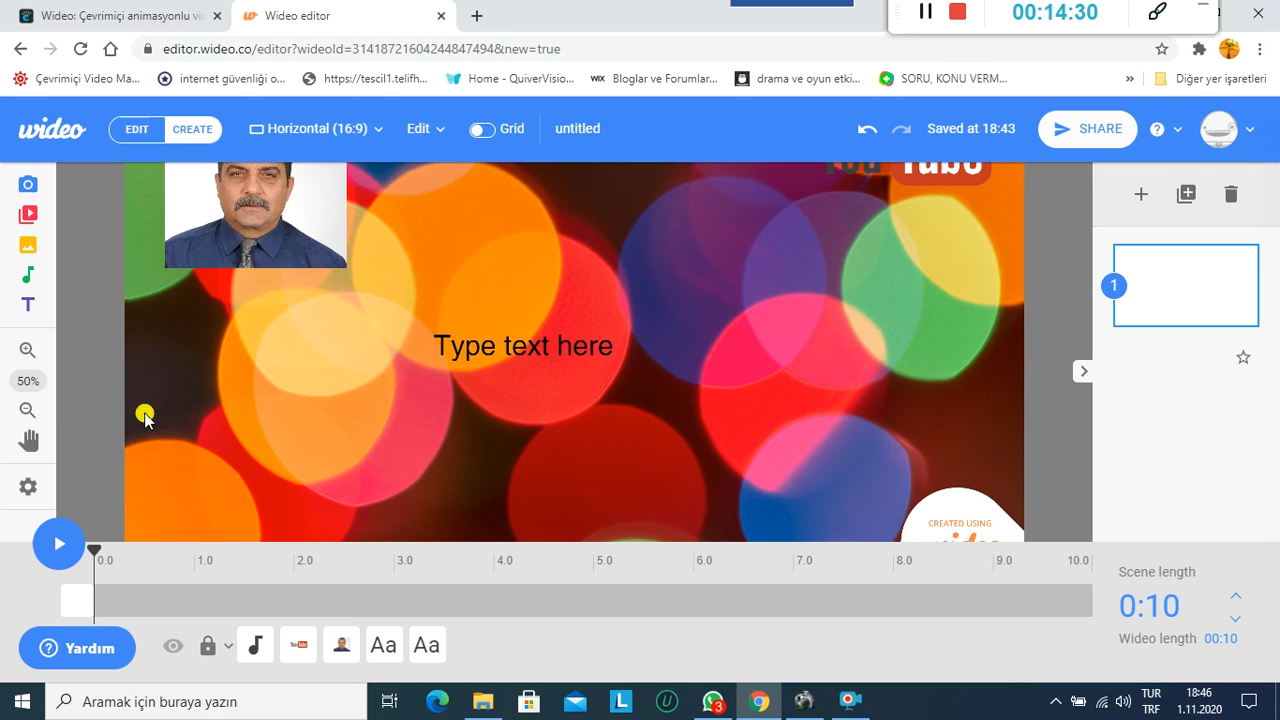 Wideo: Çevrimiçi animasyonlu vi
Wideo editor
00:14:30
editor.wideo.co/editor?wideoId=31418721604244847494&new=true
Çevrimiçi Video Ma...
internet güvenliği o...
https://tescil1.telifh...
Home - QuiverVisio...
WIX
Bloglar ve Forumlar...
drama ve oyun etki...
SORU, KONU VERM...
»
Diğer yer işaretleri
wideo
EDIT
CREATE
Horizontal (16:9)
Edit
Grid
untitled
Saved at 18:43
SHARE
You Tube
1
Type text here
50%
CREATED USING
wideo
0.0 1.0 2.0 3.0 4.0 5.0 6.0 7.0 8.0 9.0 10.0
Scene length
0:10
Wideo length 00:10
Yardım
Aa
Aa
Aramak için buraya yazın
L
U
3
TUR
TRF
18:46
1.11.2020